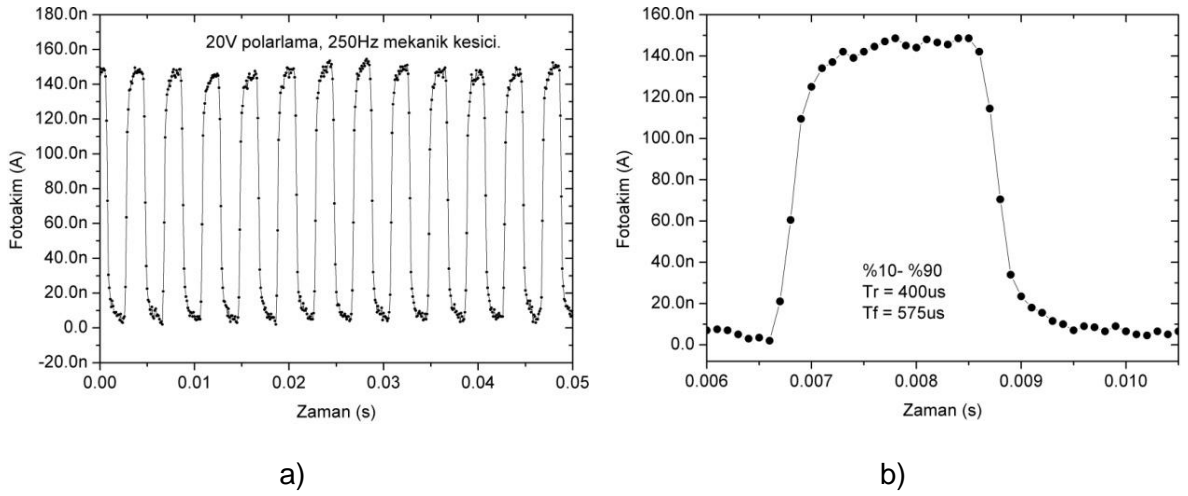 180.0n
160.0n
140.0n
120.0n
100.0n
80.0n
60.0n
40.0n
20.0n
0.0
-20.0n
Fotoakim (A)
20V polarlama, 250Hz mekanik kesici.
0.00 0.01 0.02 0.03 0.04 0.05
Zaman (s)
a)
160.0n
140.0n
120.0n
100.0n
80.0n
60.0n
40.0n
20.0n
0.0
Fotoakim (A)
%10- %90
Tr = 400us
Tf = 575us
0.006 0.007 0.008 0.009 0.010
Zaman (s)
b)